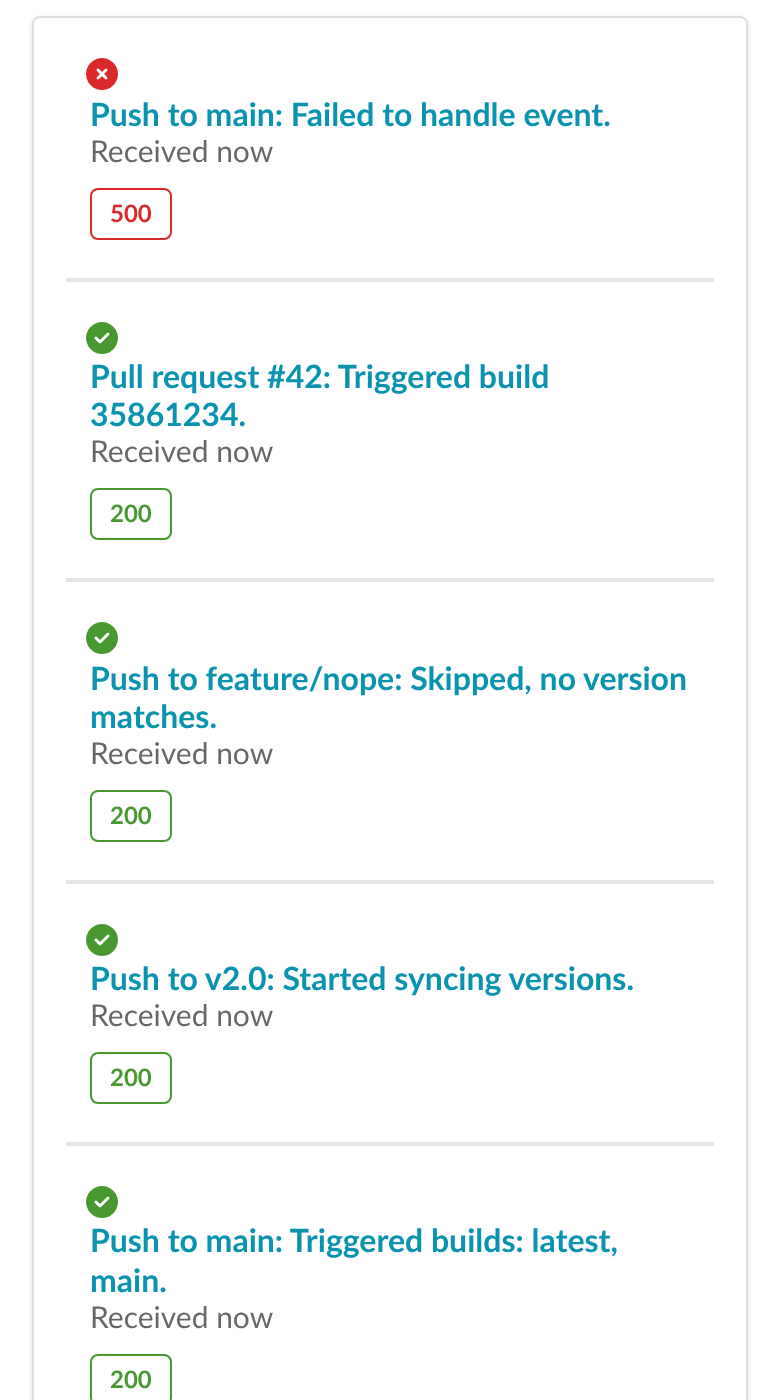 Push to main: Failed to handle event.
Received now
500
Pull request #42: Triggered build
35861234.
Received now
200
Push to feature/nope: Skipped, no version
matches.
Received now
200
Push to v2.0: Started syncing versions.
Received now
200
Push to main: Triggered builds: latest,
main.
Received now
200